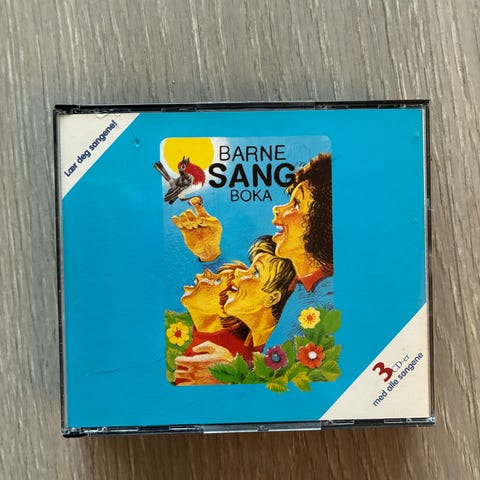 Lær deg sangene!
BARNE
SANG
BOKA
3 CD-er
med alle sangene